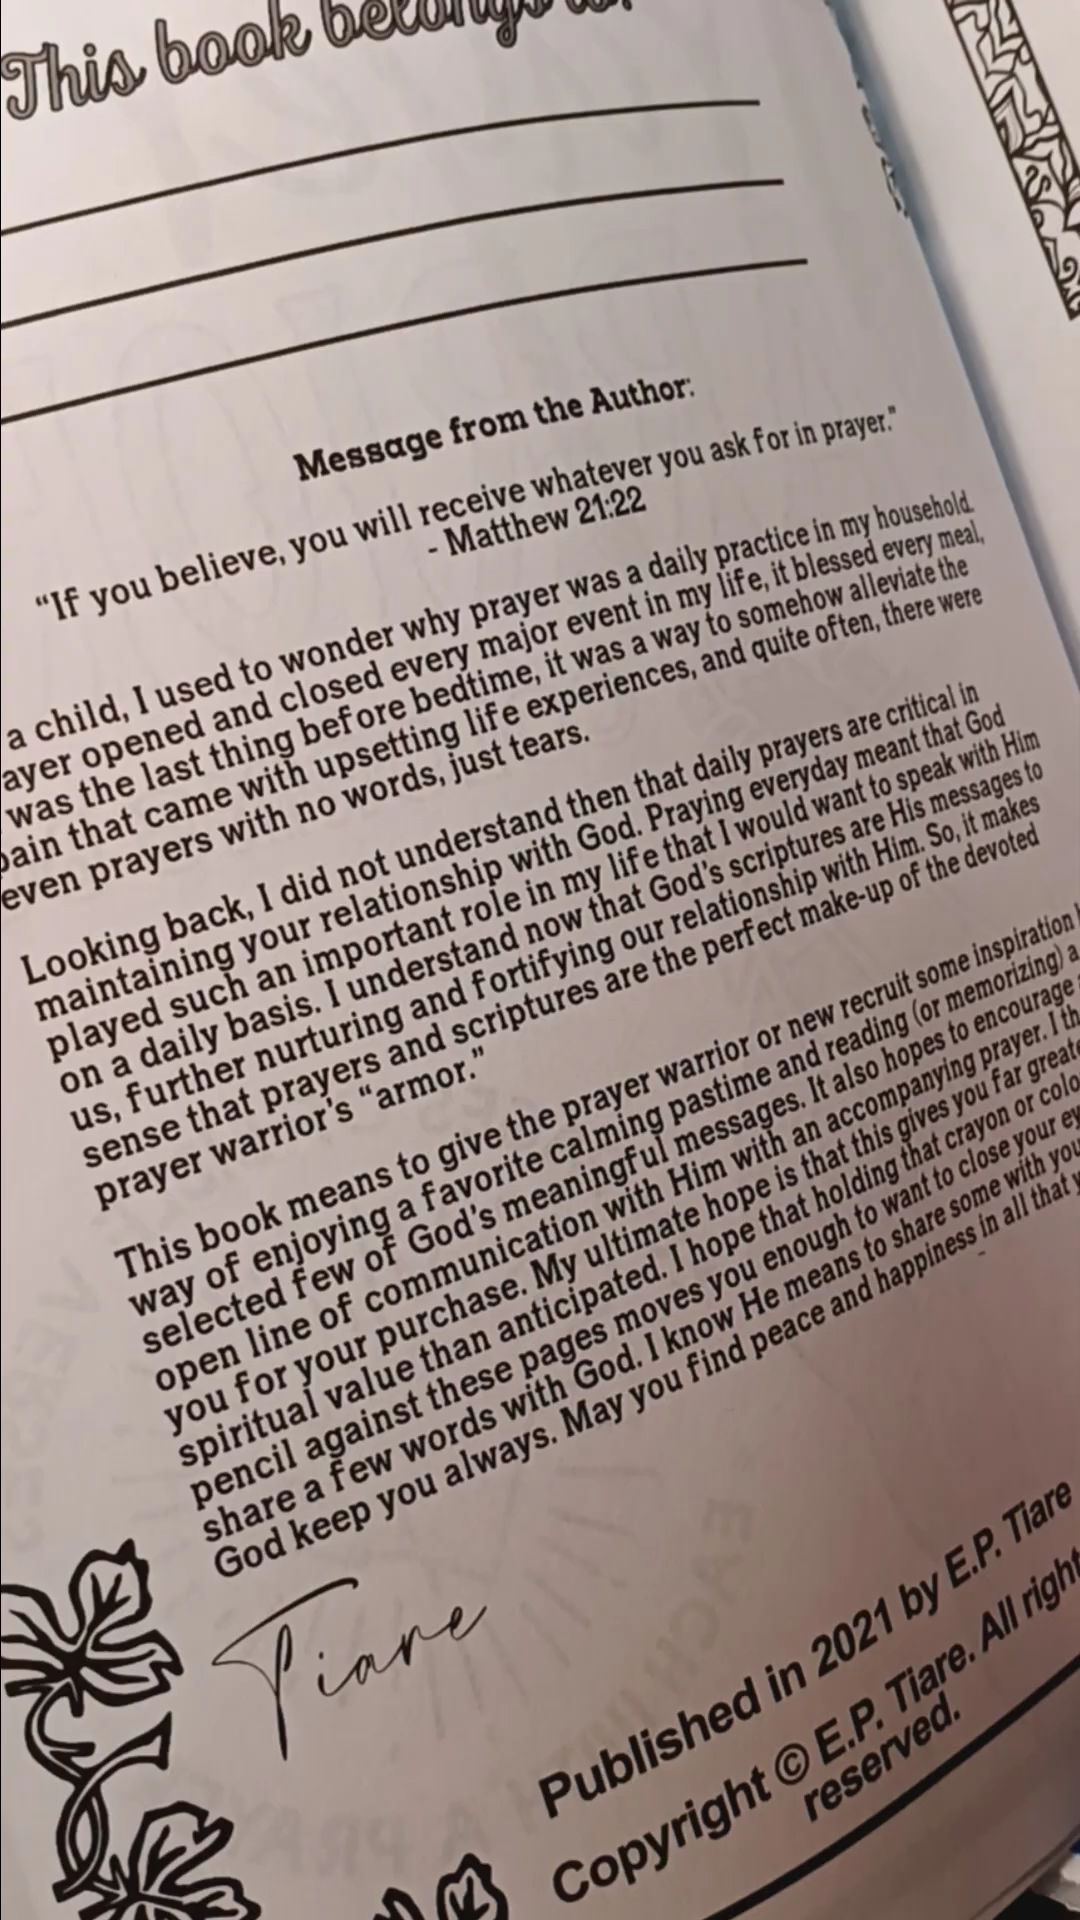 This book belongs to:
Message from the Author:
“If you believe, you will receive whatever you ask for in prayer.”
- Matthew 21:22
a child, I used to wonder why prayer was a daily practice in my household.
ayer opened and closed every major event in my life, it blessed every meal,
was the last thing before bedtime, it was a way to somehow alleviate the
pain that came with upsetting life experiences, and quite often, there were
even prayers with no words, just tears.
Looking back, I did not understand then that daily prayers are critical in
maintaining your relationship with God. Praying everyday meant that God
played such an important role in my life that I would want to speak with Him
on a daily basis. I understand now that God's scriptures are His messages to
us, further nurturing and fortifying our relationship with Him. So, it makes
sense that prayers and scriptures are the perfect make-up of the devoted
prayer warrior's “armor.”
This book means to give the prayer warrior or new recruit some inspiration
way of enjoying a favorite calming pastime and reading (or memorizing) a
selected few of God's meaningful messages. It also hopes to encourage
open line of communication with Him with an accompanying prayer. I th
you for your purchase. My ultimate hope is that this gives you far greate
spiritual value than anticipated. I hope that holding that crayon or colo
pencil against these pages moves you enough to want to close your ey
share a few words with God. I know He means to share some with you
God keep you always. May you find peace and happiness in all that y
Tiare
Published in 2021 by E.P. Tiare
Copyright © E.P. Tiare. All right
reserved.